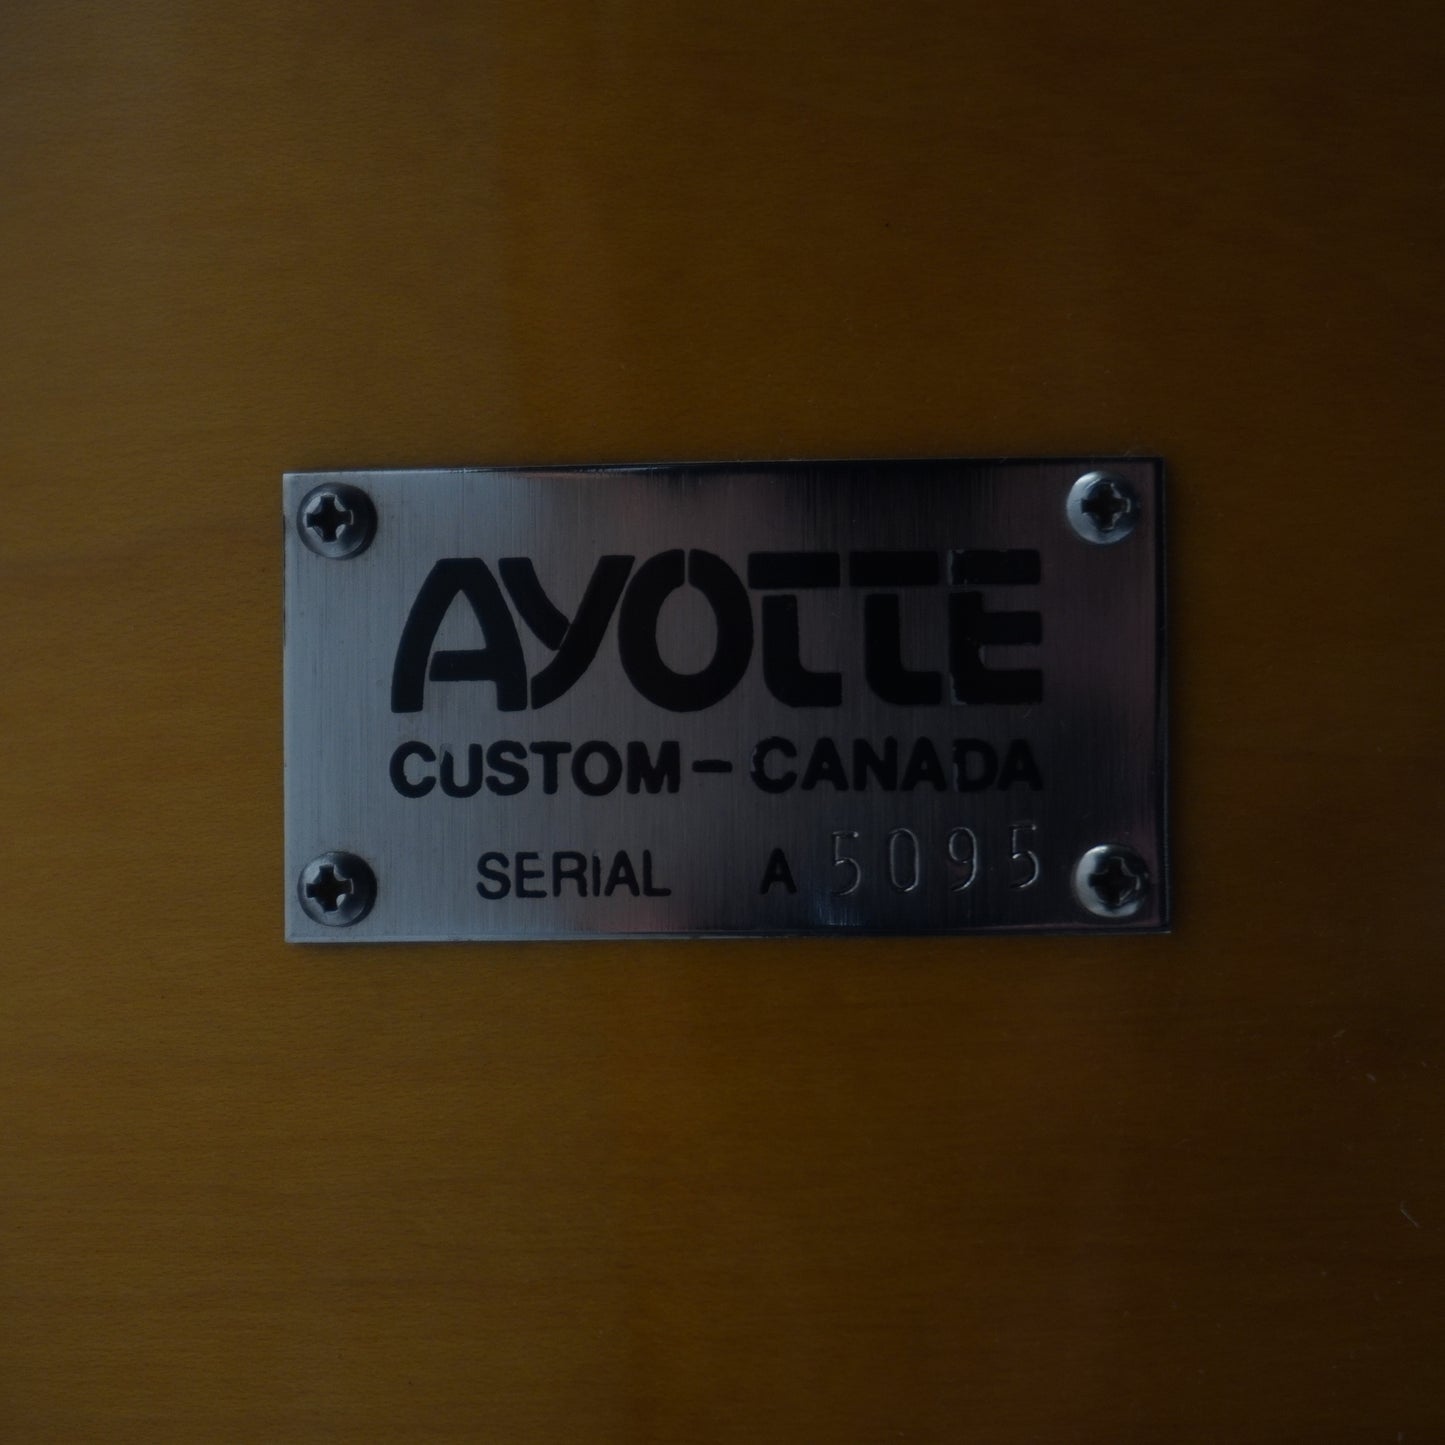 AYOTTE
CUSTOM-CANADA
SERIAL A 5095